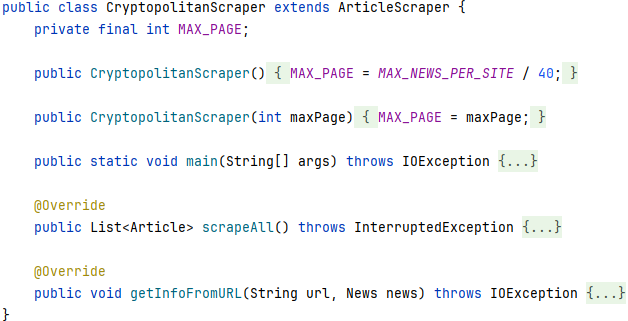 public class CryptopolitanScraper extends ArticleScraper {
    private final int MAX_PAGE;
    public CryptopolitanScraper() { MAX_PAGE = MAX_NEWS_PER_SITE / 40; }
    public CryptopolitanScraper(int maxPage) { MAX_PAGE = maxPage; }
    public static void main(String[] args) throws IOException {...}
    @Override
    public List<Article> scrapeAll() throws InterruptedException {...}
    @Override
    public void getInfoFromURL(String url, News news) throws IOException {...}
}